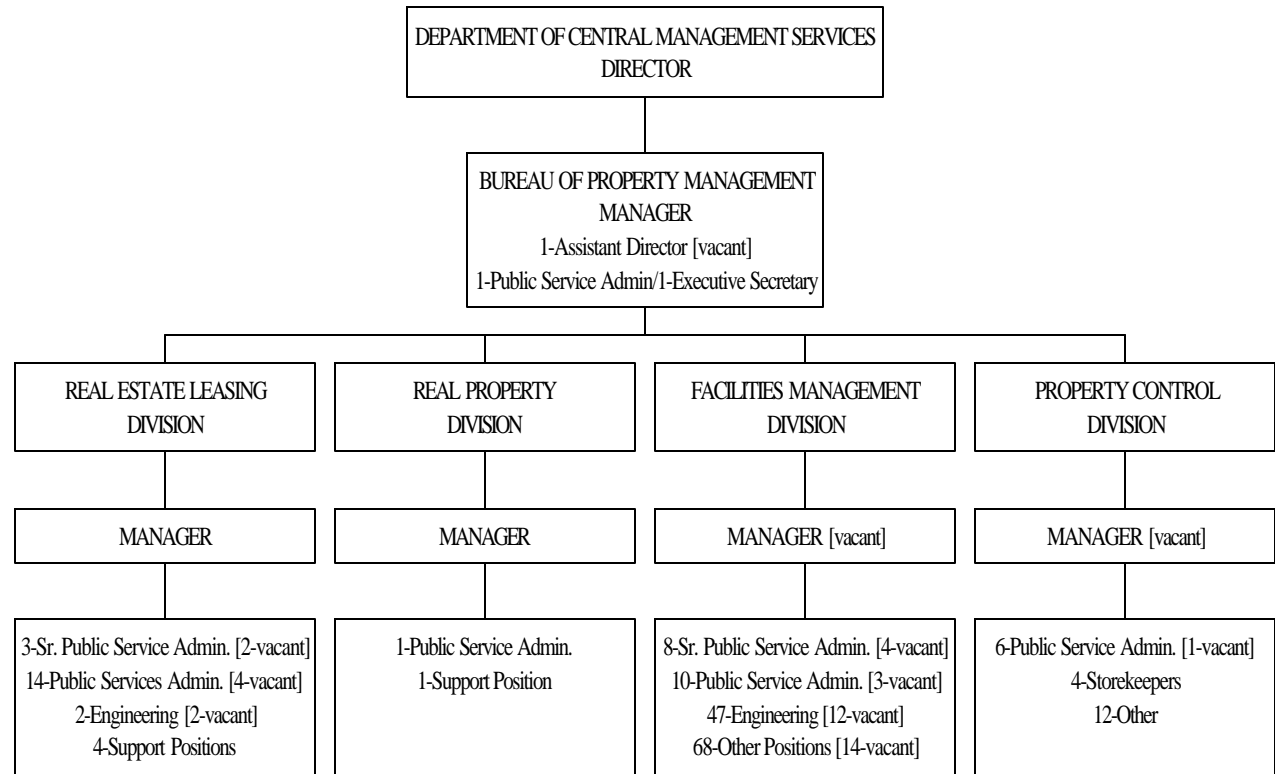 DEPARTMENT OF CENTRAL MANAGEMENT SERVICES
DIRECTOR
BUREAU OF PROPERTY MANAGEMENT
MANAGER
1-Assistant Director [vacant]
1-Public Service Admin/1-Executive Secretary
REAL ESTATE LEASING
DIVISION
REAL PROPERTY
DIVISION
FACILITIES MANAGEMENT
DIVISION
PROPERTY CONTROL
DIVISION
MANAGER
MANAGER
MANAGER [vacant]
MANAGER [vacant]
3-Sr. Public Service Admin. [2-vacant]
14-Public Services Admin. [4-vacant]
2-Engineering [2-vacant]
4-Support Positions
1-Public Service Admin.
1-Support Position
8-Sr. Public Service Admin. [4-vacant]
10-Public Service Admin. [3-vacant]
47-Engineering [12-vacant]
68-Other Positions [14-vacant]
6-Public Service Admin. [1-vacant]
4-Storekeepers
12-Other